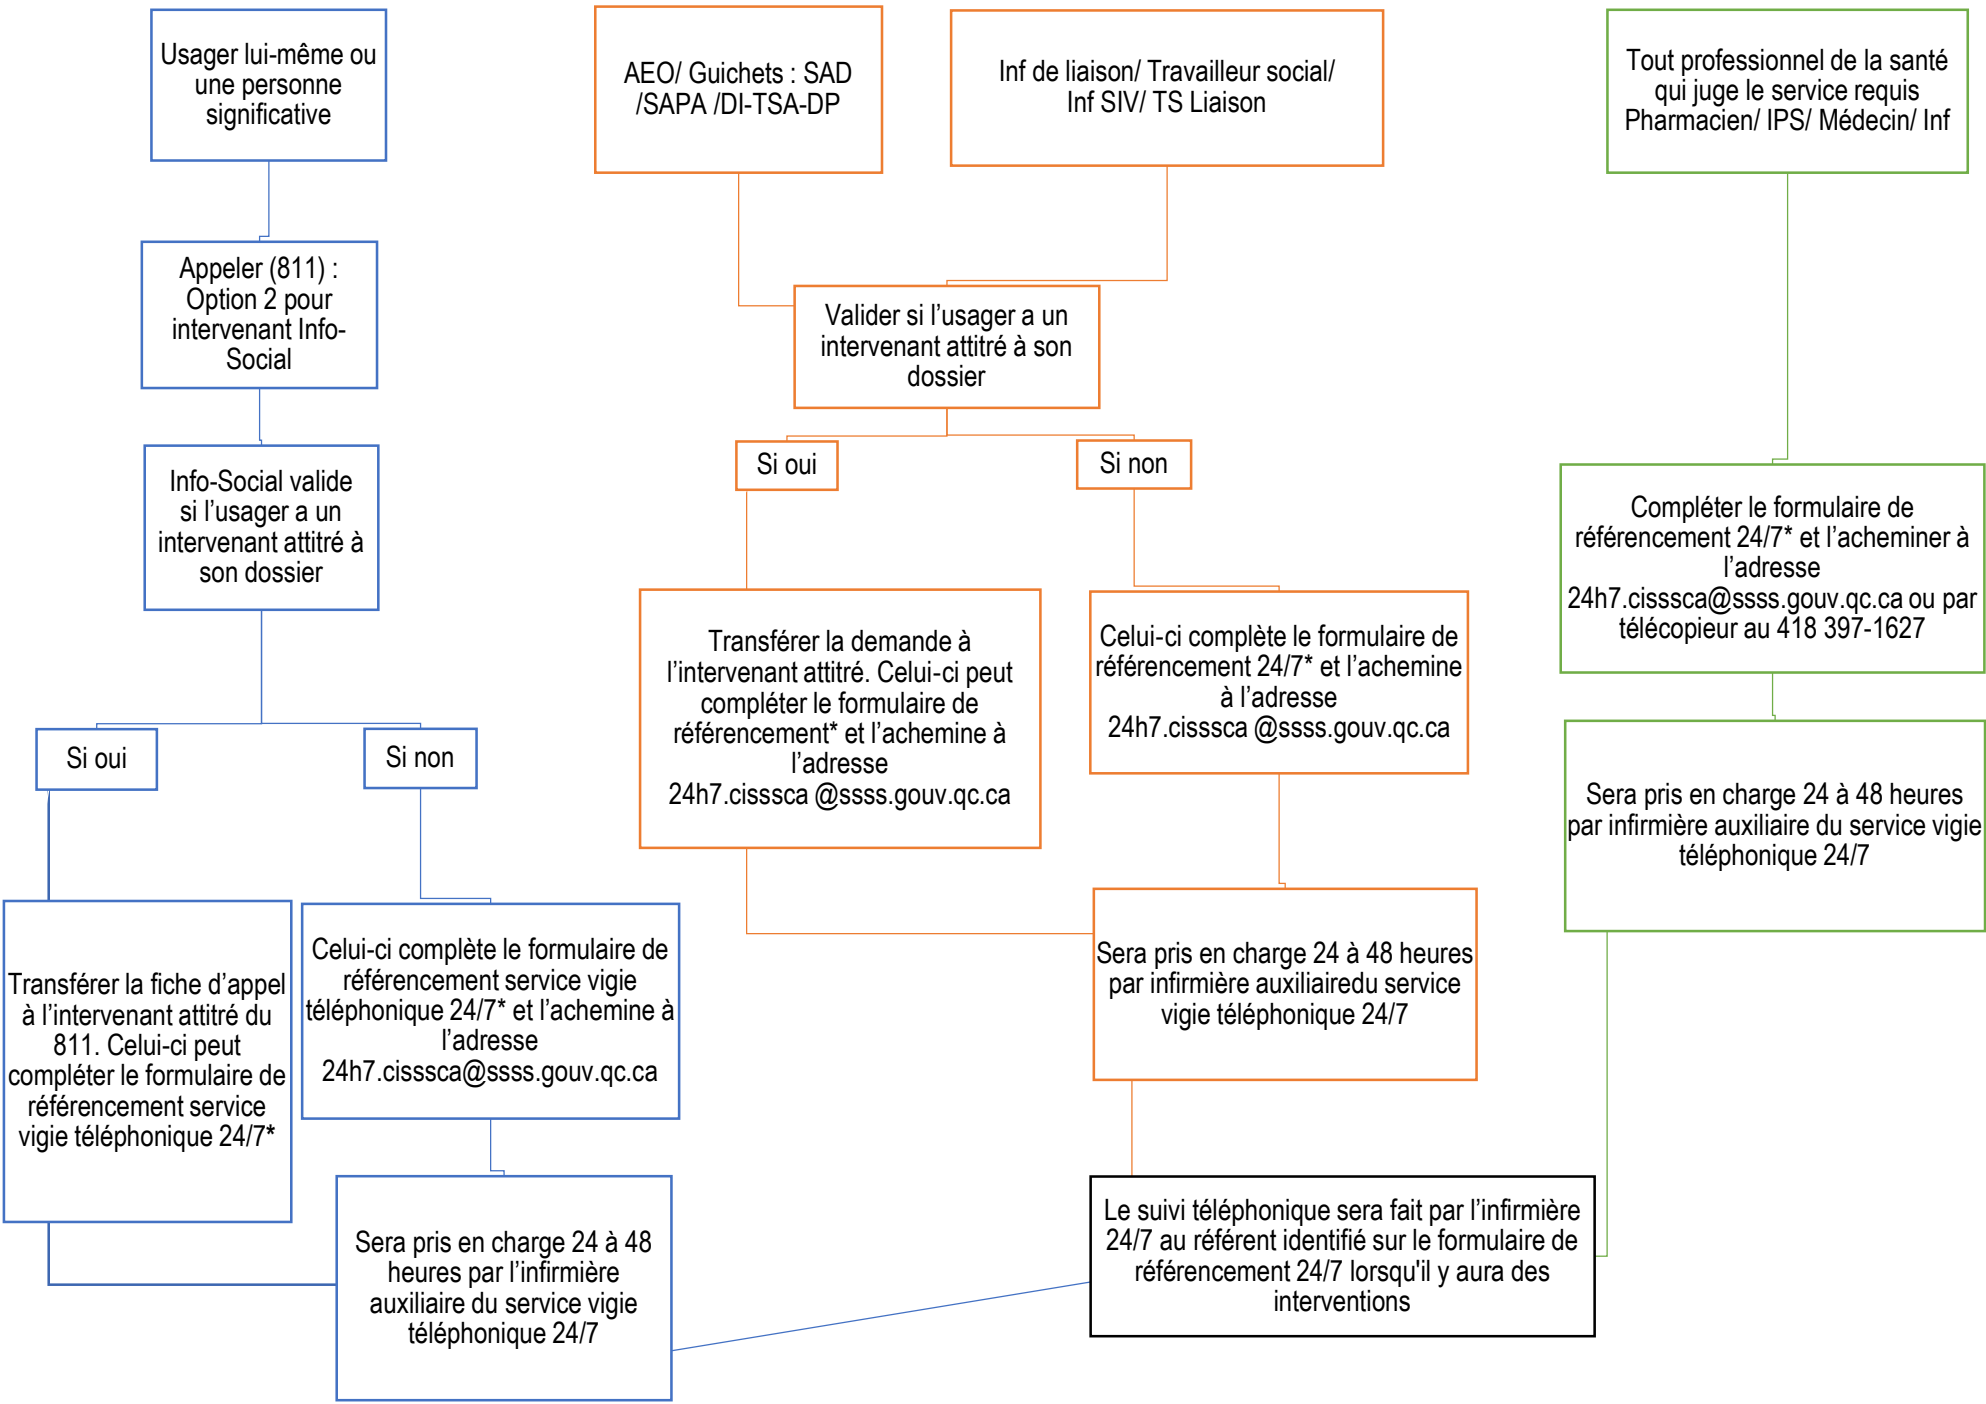 Usager lui-même ou
une personne
significative
AEO/ Guichets : SAD
/SAPA /DI-TSA-DP
Inf de liaison/ Travailleur social/
Inf SIV/ TS Liaison
Tout professionnel de la santé
qui juge le service requis
Pharmacien/ IPS/ Médecin/ Inf
Appeler (811) :
Option 2 pour
intervenant Info-
Social
Info-Social valide
si l’usager a un
intervenant attitré à
son dossier
Si oui
Si non
Transférer la fiche d’appel
à l’intervenant attitré du
811. Celui-ci peut
compléter le formulaire de
référencement service
vigie téléphonique 24/7*
Celui-ci complète le formulaire de
référencement service vigie
téléphonique 24/7* et l’achemine à
l’adresse
24h7.cisssca@ssss.gouv.qc.ca
Sera pris en charge 24 à 48
heures par l’infirmière
auxiliaire du service vigie
téléphonique 24/7
Valider si l’usager a un
intervenant attitré à son
dossier
Si oui
Si non
Transférer la demande à
l’intervenant attitré. Celui-ci peut
compléter le formulaire de
référencement* et l’achemine à
l’adresse
24h7.cisssca @ssss.gouv.qc.ca
Celui-ci complète le formulaire de
référencement 24/7* et l’achemine
à l’adresse
24h7.cisssca @ssss.gouv.qc.ca
Sera pris en charge 24 à 48 heures
par infirmière auxiliairedu service
vigie téléphonique 24/7
Compléter le formulaire de
référencement 24/7* et l’acheminer à
l’adresse
24h7.cisssca@ssss.gouv.qc.ca ou par
télécopieur au 418 397-1627
Sera pris en charge 24 à 48 heures
par infirmière auxiliaire du service vigie
téléphonique 24/7
Le suivi téléphonique sera fait par l’infirmière
24/7 au référent identifié sur le formulaire de
référencement 24/7 lorsqu'il y aura des
interventions